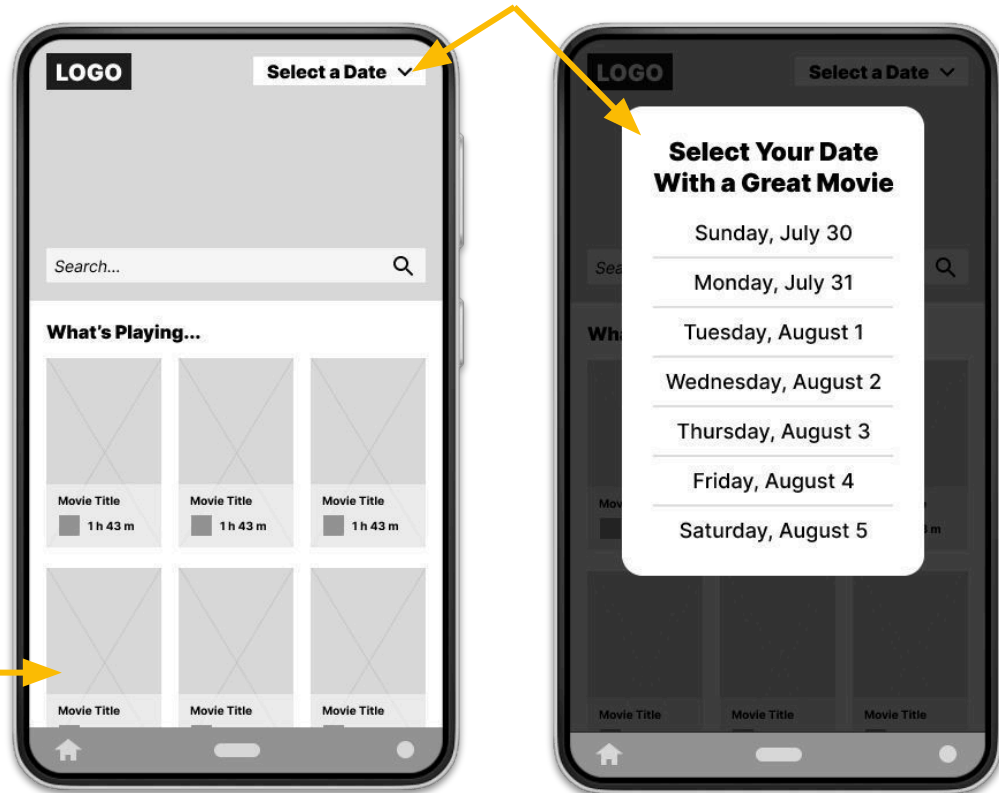 LOGO
Select a Date
Search...
What's Playing...
Movie Title
1 h 43 m
Movie Title
1 h 43 m
Movie Title
1 h 43 m
Movie Title
Movie Title
Movie Title
LOGO
Select a Date
Select Your Date
With a Great Movie
Sunday, July 30
Monday, July 31
Tuesday, August 1
Wednesday, August 2
Thursday, August 3
Friday, August 4
Saturday, August 5
Movie Title
Movie Title
Movie Title